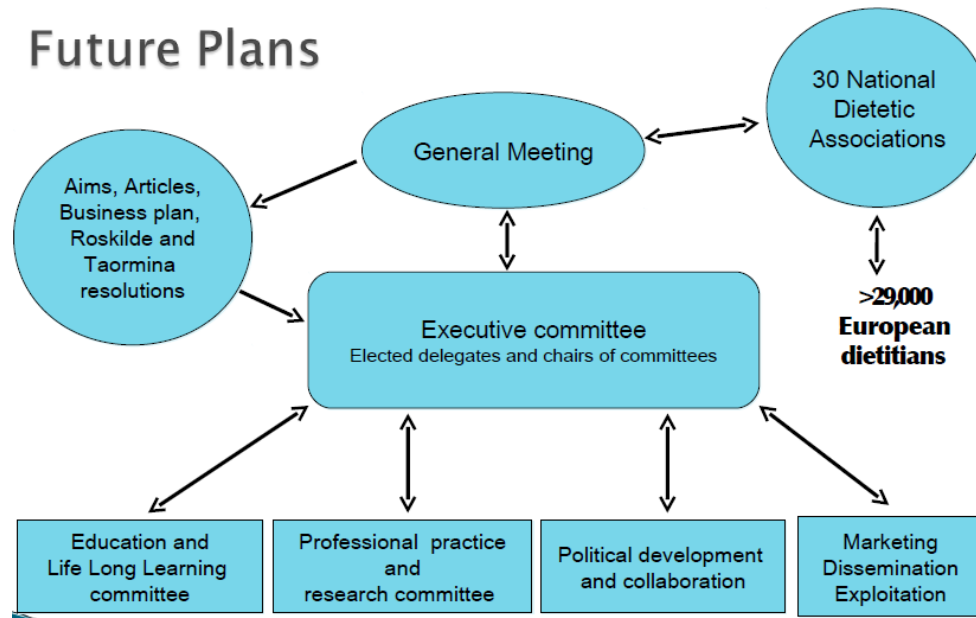 Future Plans
30 National
Dietetic
Associations
General Meeting
Aims, Articles,
Business plan,
Roskilde and
Taormina
resolutions
>29,000
European
dietitians
Executive committee
Elected delegates and chairs of committees
Education and
Life Long Learning
committee
Professional practice
and
research committee
Political development
and collaboration
Marketing
Dissemination
Exploitation